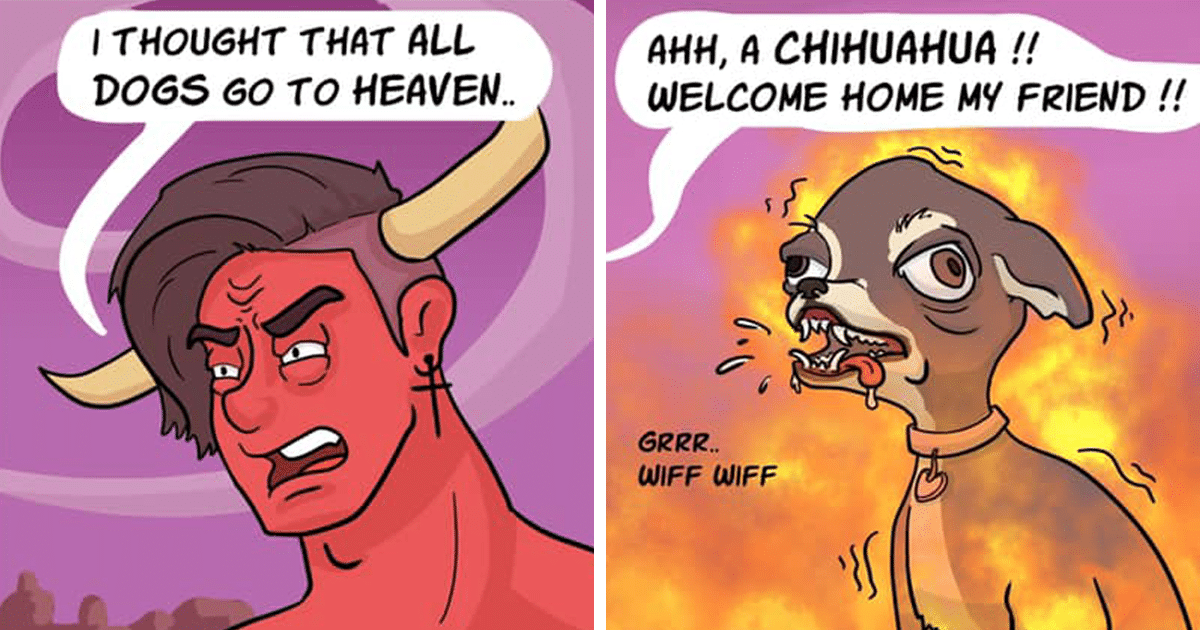 I THOUGHT THAT ALL
DOGS GO TO HEAVEN..
AHH, A CHIHUAHUA !!
WELCOME HOME MY FRIEND !!
GRRR..
WIFF WIFF